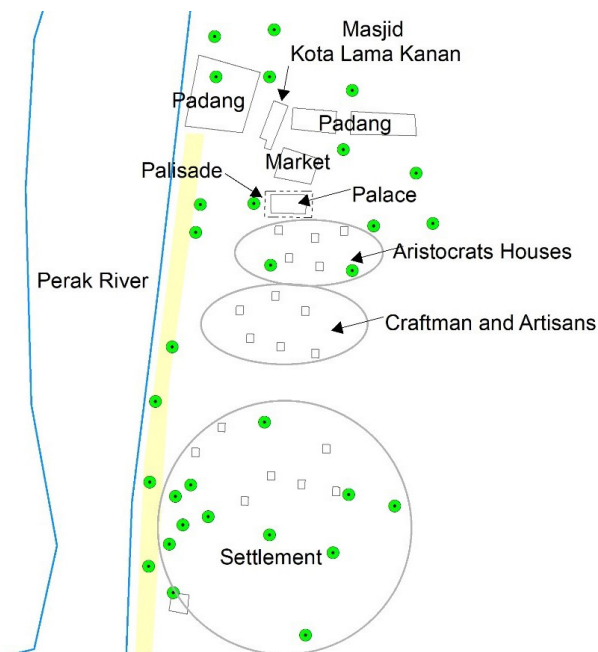 Masjid
Kota Lama Kanan
Padang
Padang
Market
Palisade
Palace
Perak River
Aristocrats Houses
Craftman and Artisans
Settlement